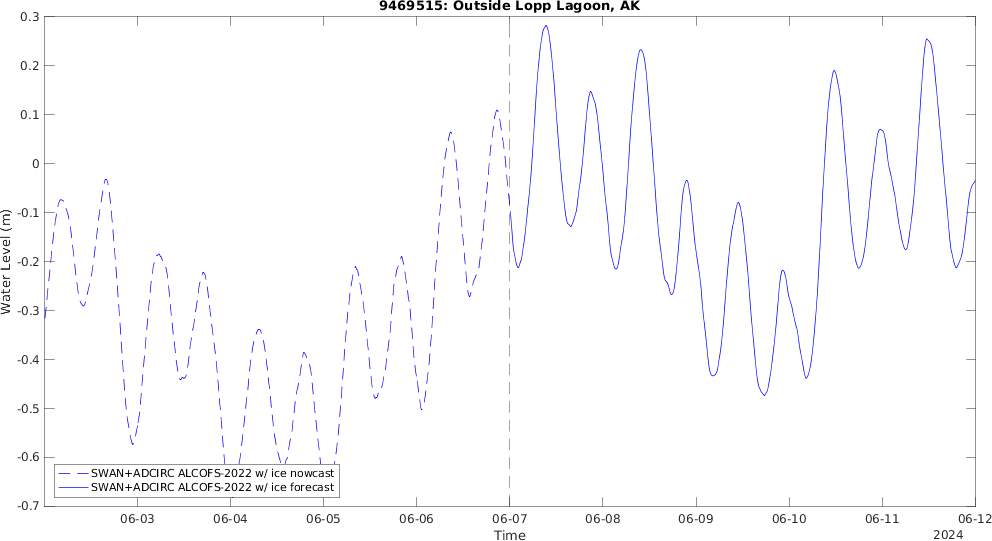 9469515: Outside Lopp Lagoon, AK
0.3
0.2
0.1
0
-0.1
-0.2
-0.3
-0.4
-0.5
-0.6
-0.7
Water Level (m)
SWAN+ADCIRC ALCOFS-2022 w/ ice nowcast
SWAN+ADCIRC ALCOFS-2022 w/ ice forecast
06-03 06-04 06-05 06-06 06-07 06-08 06-09 06-10 06-11 06-12
Time
2024